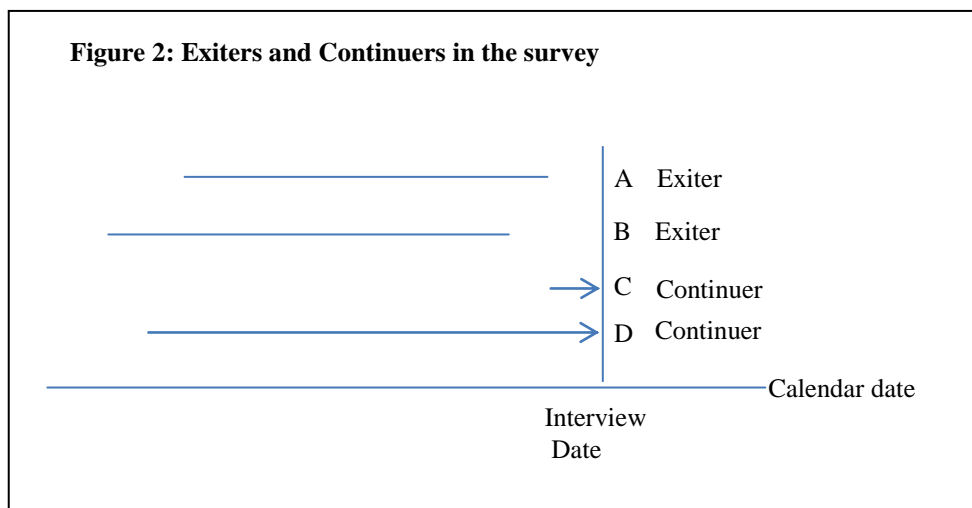 Figure 2: Exiters and Continuers in the survey
A Exiter
B Exiter
C Continuer
D Continuer
Calendar date
Interview
Date